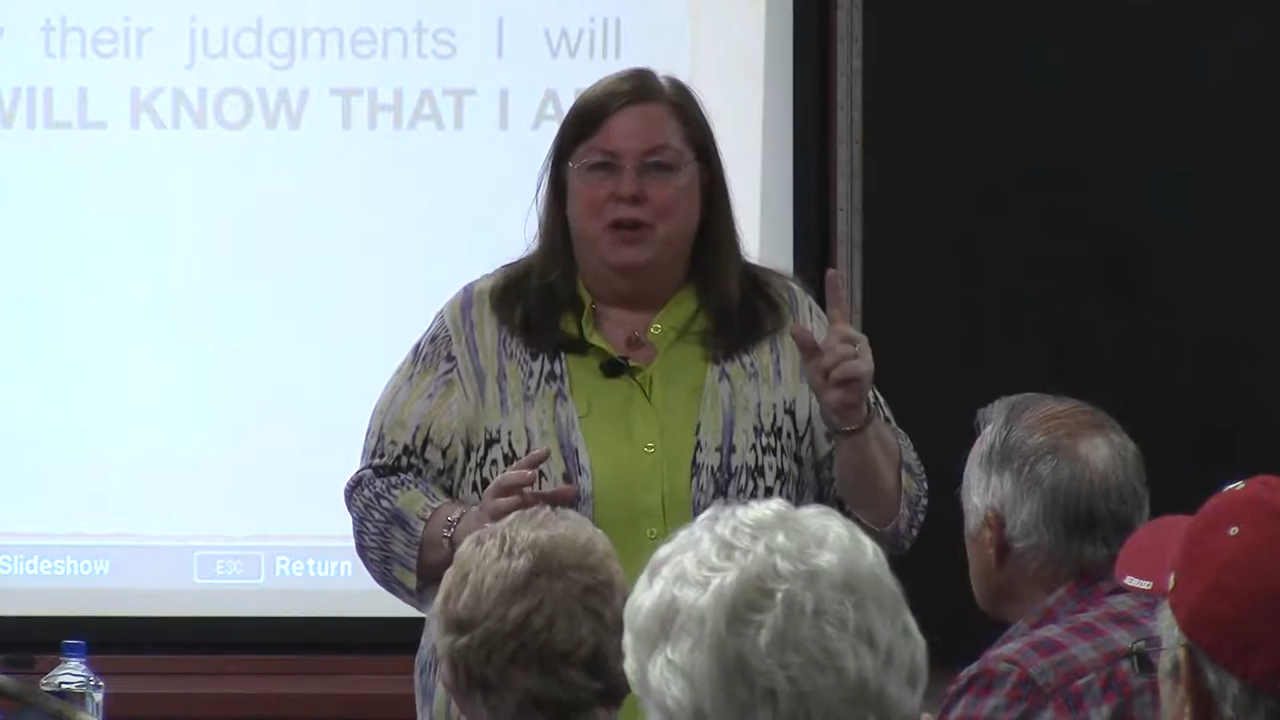 their judgments I will
WILL KNOW THAT I
Slideshow ESC Return